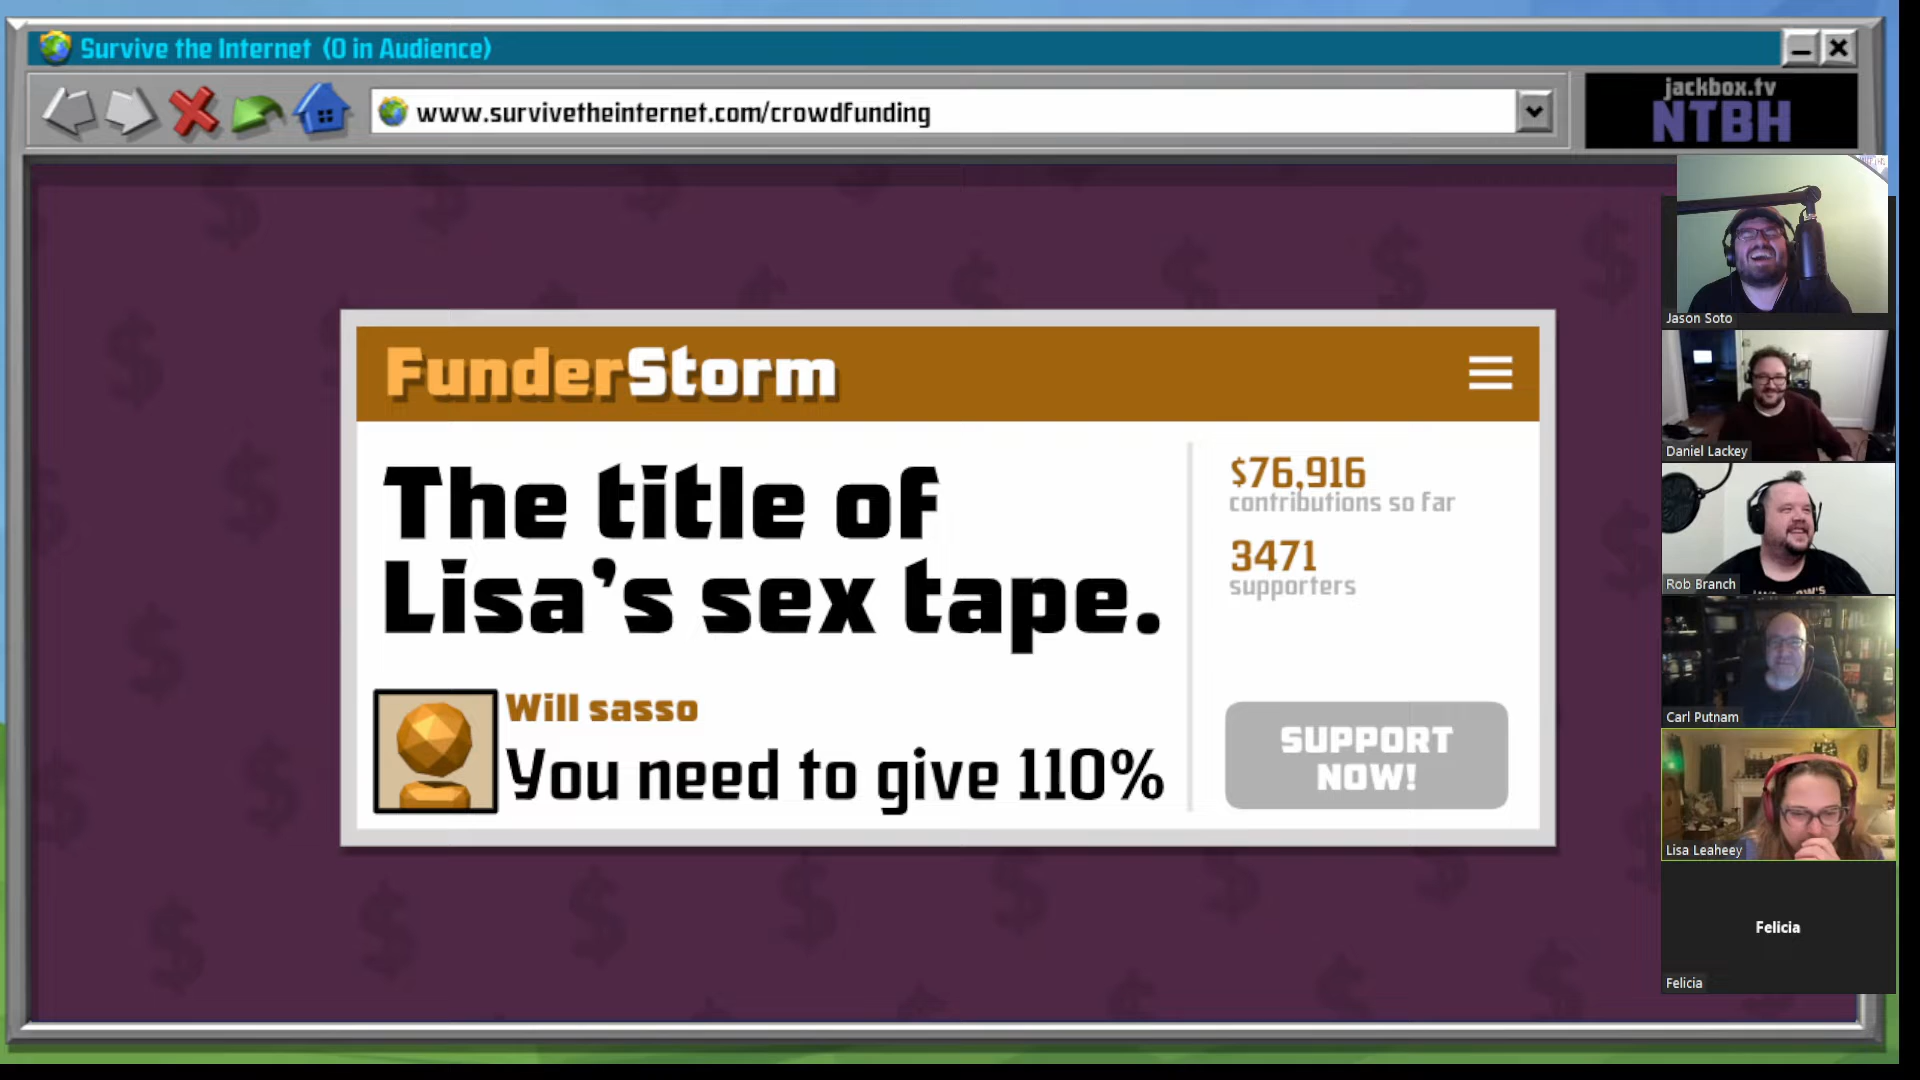 Survive the Internet (0 in Audience)
www.survivetheinternet.com/crowdfunding
jackbox.tv
NTBH
FunderStorm
The title of
Lisa's sex tape.
Will sasso
You need to give 110%
$76,916
contributions so far
3471
supporters
SUPPORT
NOW!
Jason Soto
Daniel Lackey
Rob Branch
Carl Putnam
Lisa Leaheey
Felicia
Felicia